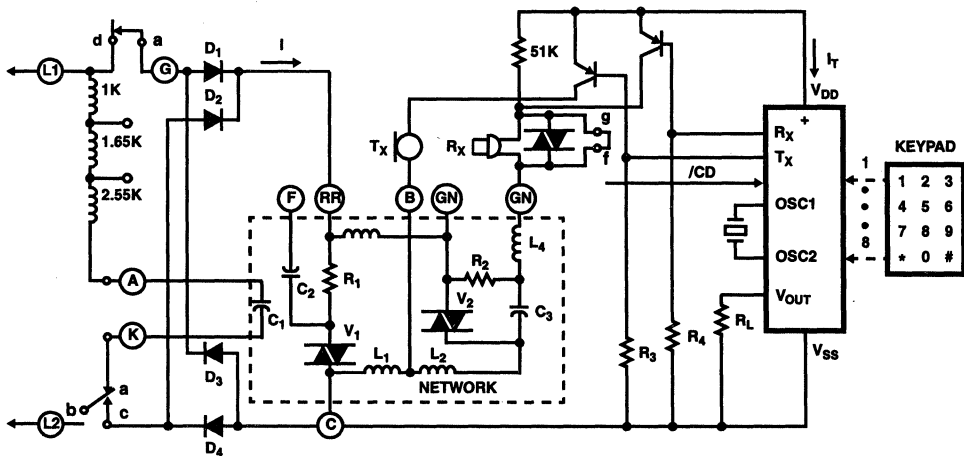 d
a
L1
G
D1
D2
I
1K
1.65K
2.55K
51K
TX
RX
g
f
IT
VDD
+
RX
TX
/CD
OSC1
OSC2
VOUT
VSS
1
8
KEYPAD
1 2 3
4 5 6
7 8 9
* 0 #
F
RR
B
GN
GN
L4
R2
C2
R1
V2
C3
V1
L1
L2
NETWORK
A
C1
K
D3
a
b
c
L2
D4
C
R3
R4
RL